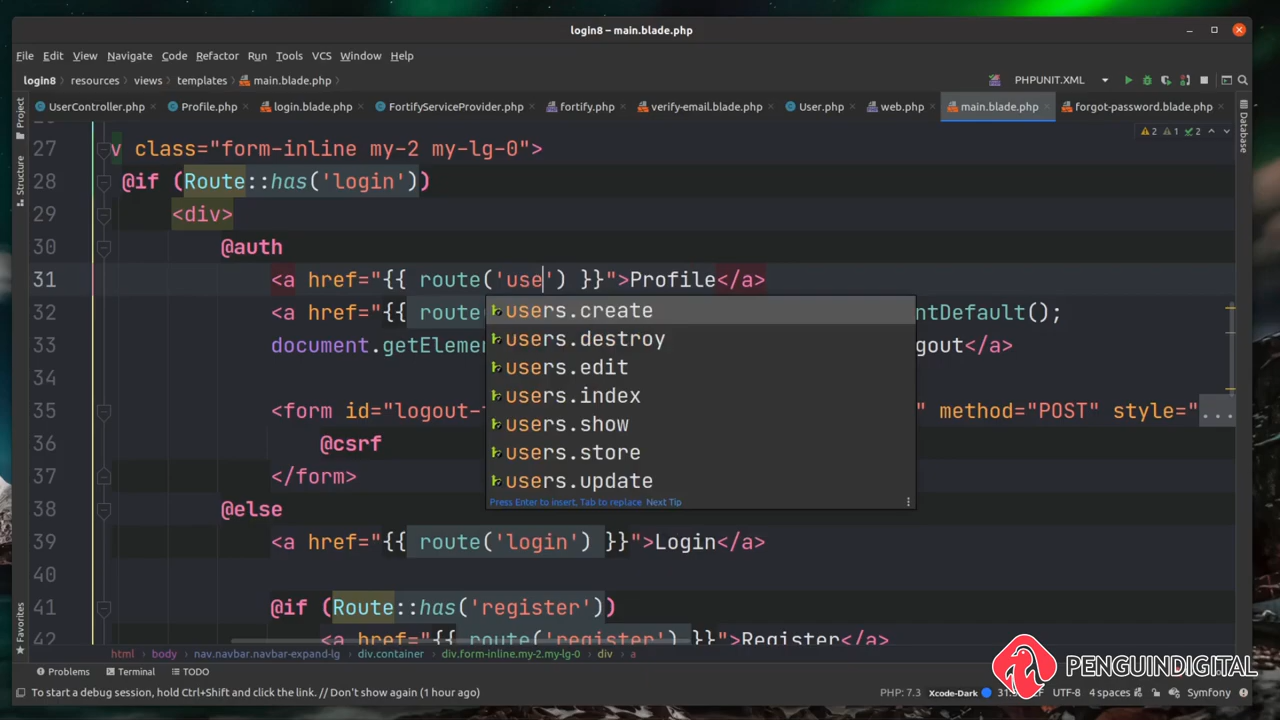 login8 – main.blade.php
File Edit View Navigate Code Refactor Run Tools VCS Window Help
login8 resources views templates main.blade.php
PHPUNIT.XML
UserController.php Profile.php login.blade.php FortifyServiceProvider.php fortify.php verify-email.blade.php User.php web.php main.blade.php forgot-password.blade.php
Project
Structure
Favorites
Database
2 1 2
27 v class="form-inline my-2 my-lg-0">
28 @if (Route::has('login'))
29 <div>
30 @auth
31 <a href="{{ route('use') }}">Profile</a>
32 <a href="{{ route ntDefault();
33 document.getElem gout</a>
34
35 <form id="logout- " method="POST" style="...
36 @csrf
37 </form>
38 @else
39 <a href="{{ route('login') }}">Login</a>
40
41 @if (Route::has('register'))
42 <a href="{{ route('register') }}">Register</a>
users.create
users.destroy
users.edit
users.index
users.show
users.store
users.update
Press Enter to insert, Tab to replace Next Tip
html body nav.navbar.navbar-expand-lg div.container div.form-inline.my-2.my-lg-0 div a
Problems Terminal TODO
PENGUINDIGITAL
To start a debug session, hold Ctrl+Shift and click the link. // Don't show again (1 hour ago)
PHP: 7.3 Xcode-Dark UTF-8 4 spaces Symfony